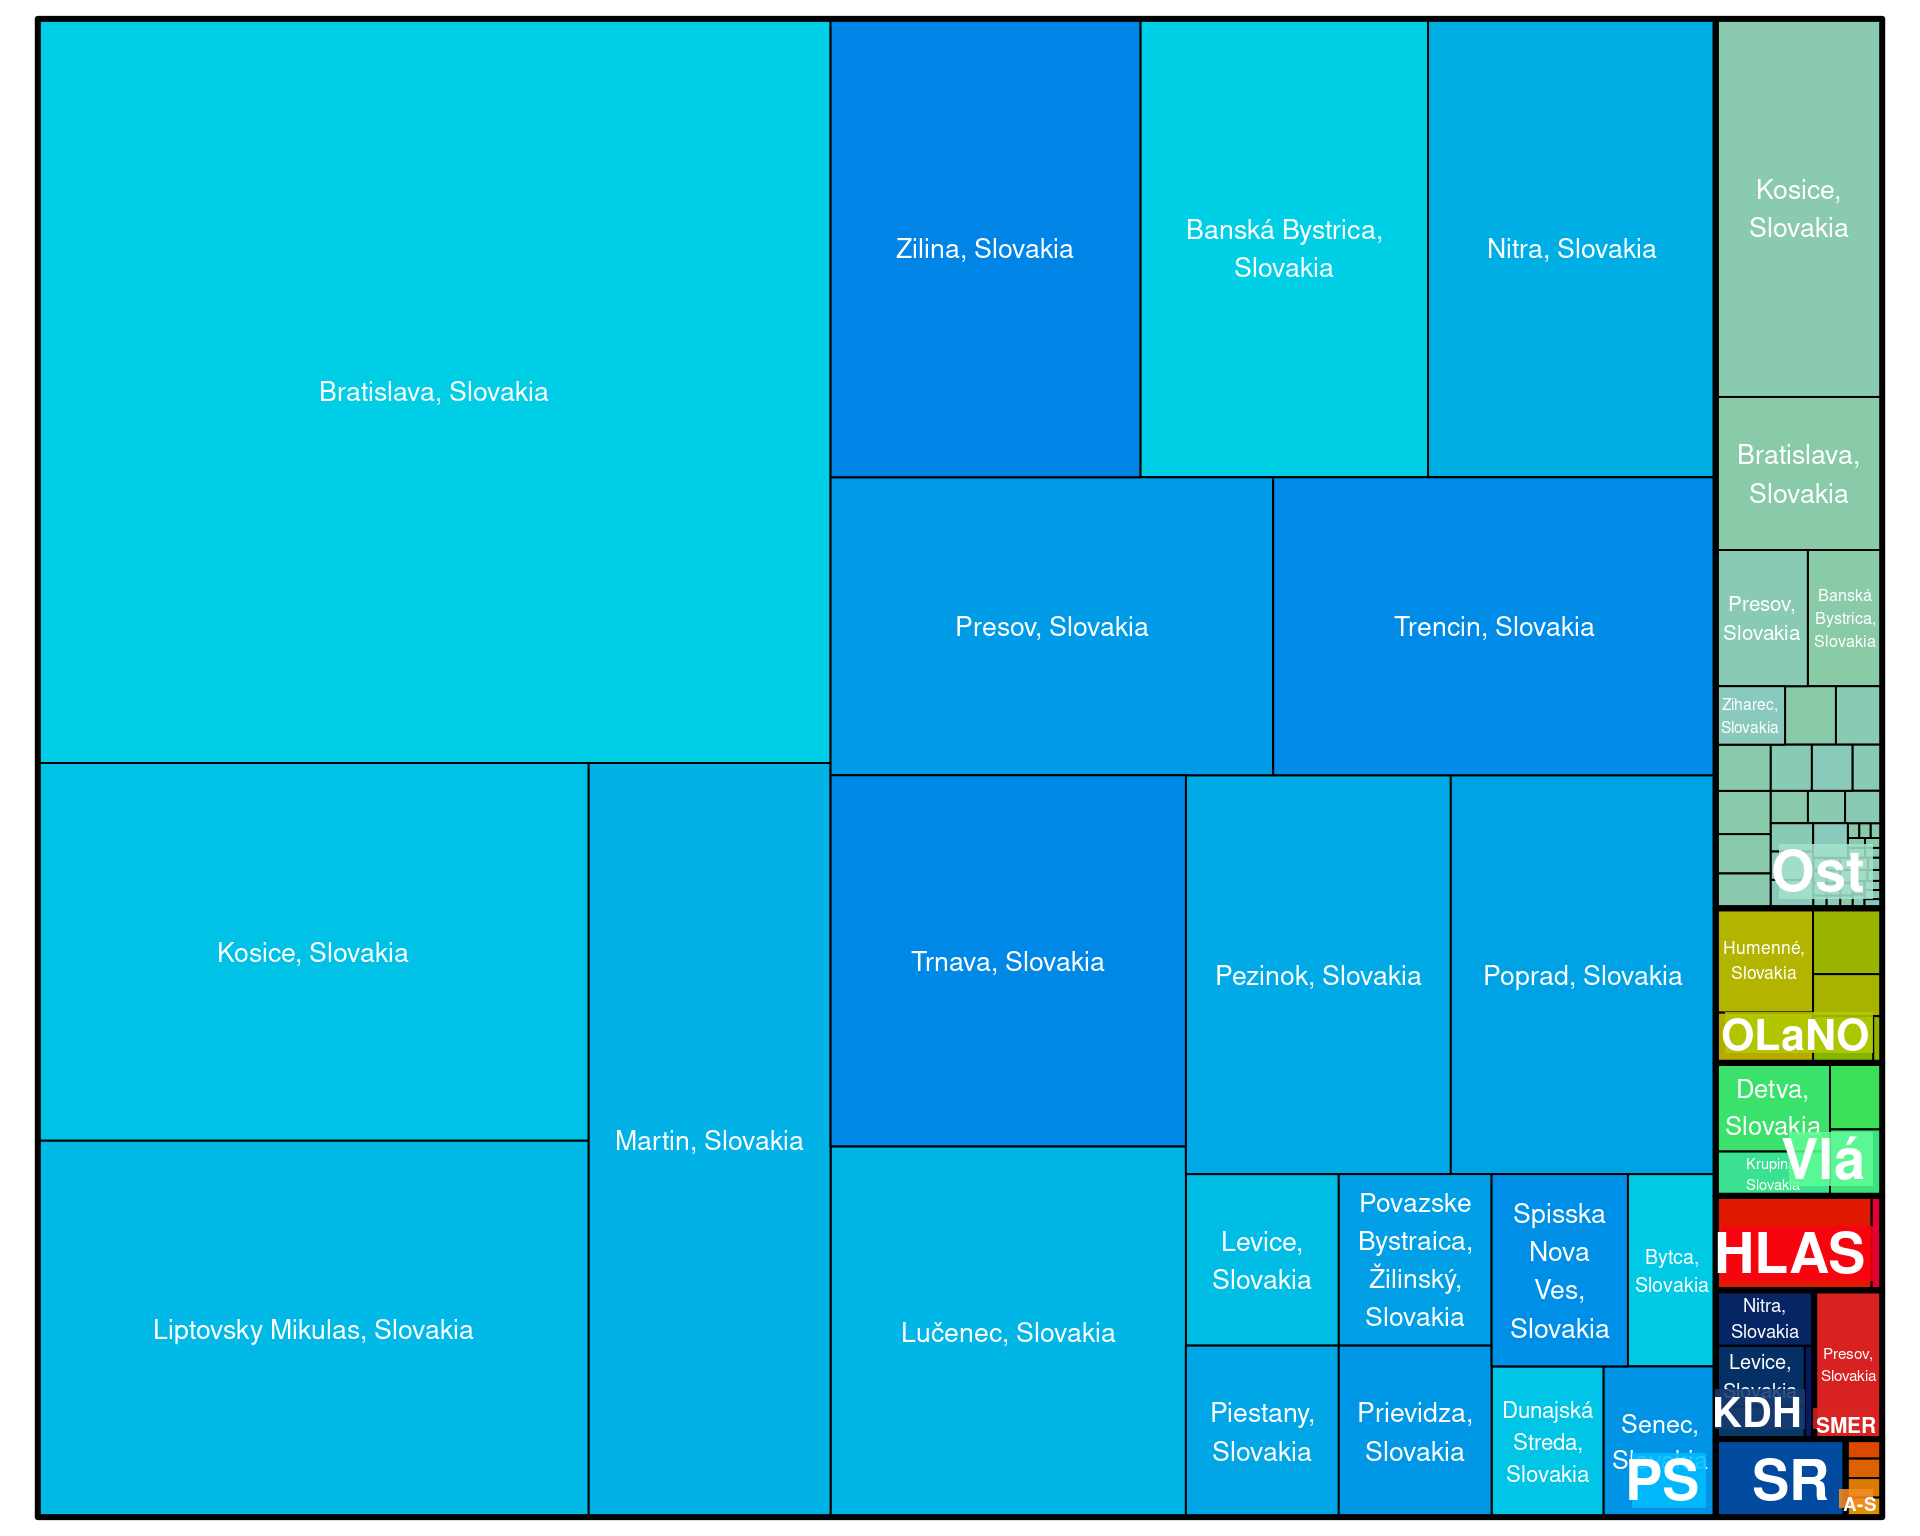 Bratislava, Slovakia
Zilina, Slovakia
Banská Bystrica,
Slovakia
Nitra, Slovakia
Presov, Slovakia
Trencin, Slovakia
Kosice, Slovakia
Martin, Slovakia
Liptovsky Mikulas, Slovakia
Trnava, Slovakia
Pezinok, Slovakia
Poprad, Slovakia
Lučenec, Slovakia
Levice,
Slovakia
Povazske
Bystraica,
Žilinský,
Slovakia
Spisska
Nova
Ves,
Slovakia
Bytca,
Slovakia
Piestany,
Slovakia
Prievidza,
Slovakia
Dunajská
Streda,
Slovakia
Senec,
Slovakia
PS
Kosice,
Slovakia
Bratislava,
Slovakia
Presov,
Slovakia
Banská
Bystrica,
Slovakia
Ziharec,
Slovakia
Ost
Humenné,
Slovakia
OLaNO
Detva,
Slovakia
Slovakia
Vlá
HLAS
Nitra,
Slovakia
Levice,
Slovakia
KDH
Presov,
Slovakia
SMER
SR
A-S